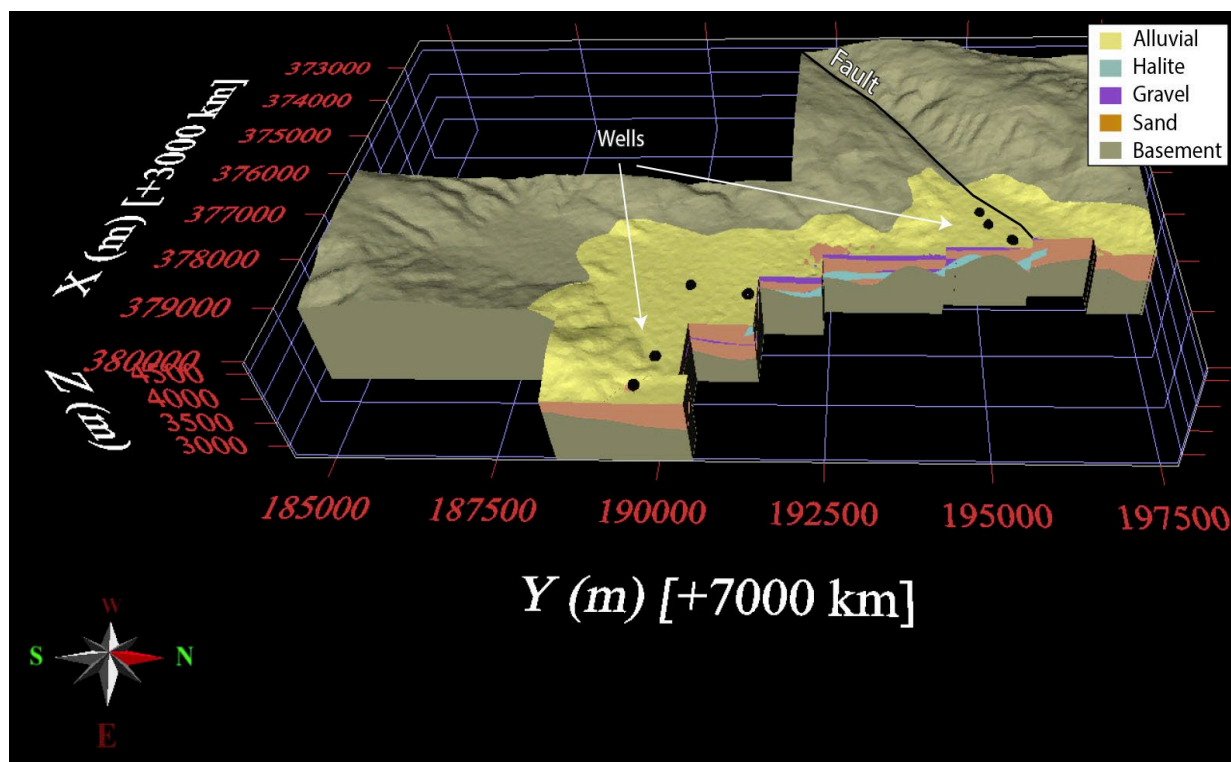 Alluvial
Halite
Gravel
Sand
Basement
Fault
Wells
373000
374000
375000
376000
377000
378000
379000
380000
X (m) [+3000 km]
4500
4000
3500
3000
Z (m)
185000 187500 190000 192500 195000 197500
Y (m) [+7000 km]
W
S N
E